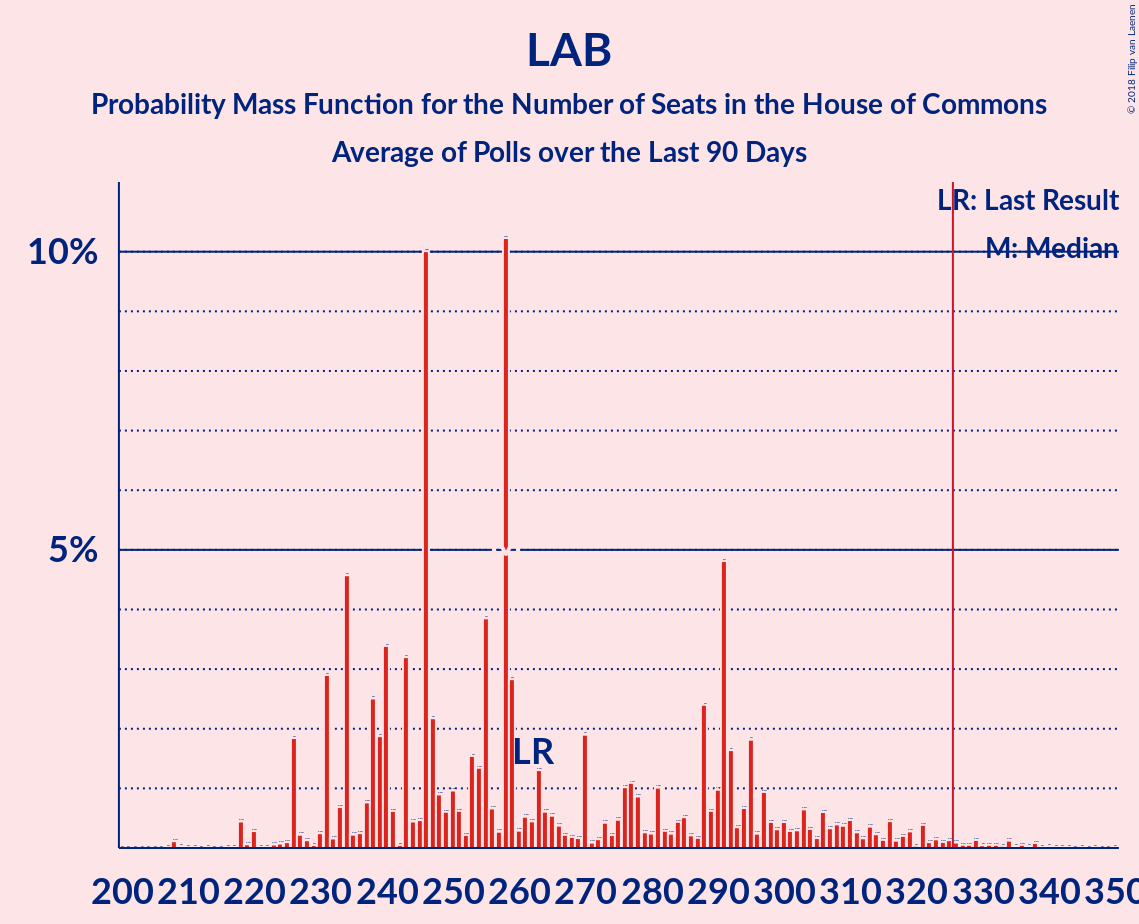 LAB
Probability Mass Function for the Number of Seats in the House of Commons
Average of Polls over the Last 90 Days
© 2018 Filip van Laenen
LR: Last Result
M: Median
10%
5%
LR
200 210 220 230 240 250 260 270 280 290 300 310 320 330 340 350